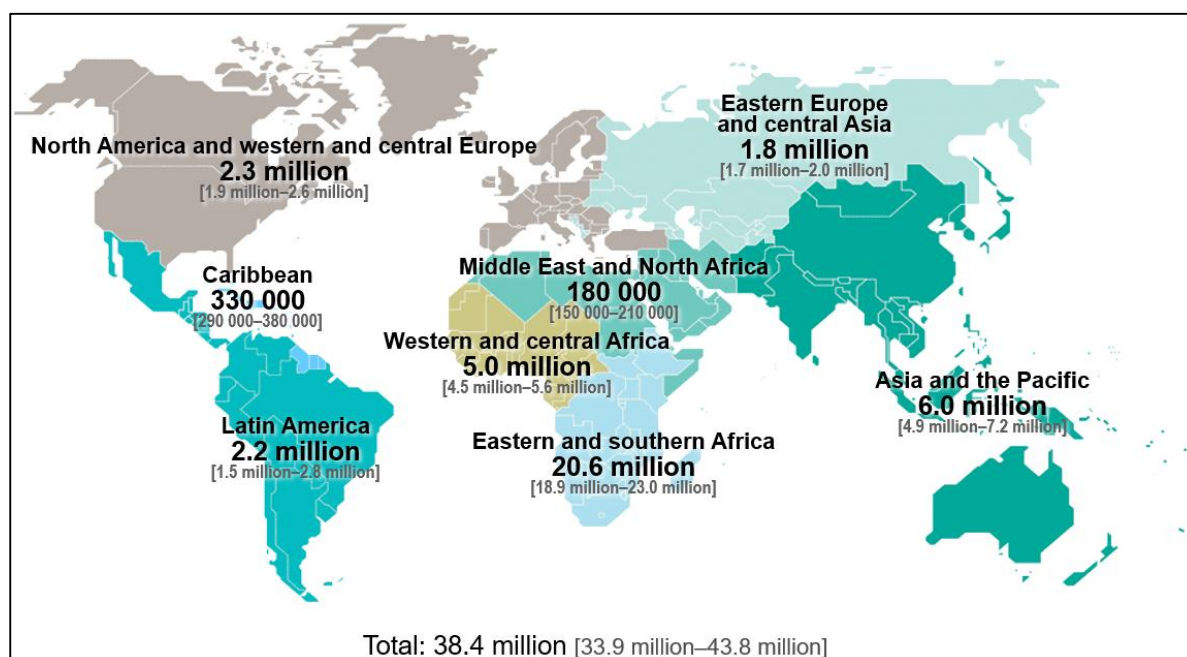 Eastern Europe
and central Asia
1.8 million
[1.7 million–2.0 million]
North America and western and central Europe
2.3 million
[1.9 million–2.6 million]
Middle East and North Africa
180 000
[150 000–210 000]
Caribbean
330 000
[290 000–380 000]
Western and central Africa
5.0 million
[4.5 million–5.6 million]
Asia and the Pacific
6.0 million
[4.9 million–7.2 million]
Latin America
2.2 million
[1.5 million–2.8 million]
Eastern and southern Africa
20.6 million
[18.9 million–23.0 million]
Total: 38.4 million [33.9 million–43.8 million]